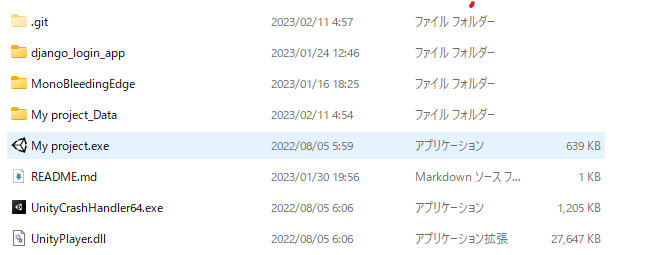 .git 2023/02/11 4:57 ファイル フォルダー
django_login_app 2023/01/24 12:46 ファイル フォルダー
MonoBleedingEdge 2023/01/16 18:25 ファイル フォルダー
My project_Data 2023/02/11 4:54 ファイル フォルダー
My project.exe 2022/08/05 5:59 アプリケーション 639 KB
README.md 2023/01/30 19:56 Markdown ソース フ... 1 KB
UnityCrashHandler64.exe 2022/08/05 6:06 アプリケーション 1,205 KB
UnityPlayer.dll 2022/08/05 6:06 アプリケーション拡張 27,647 KB